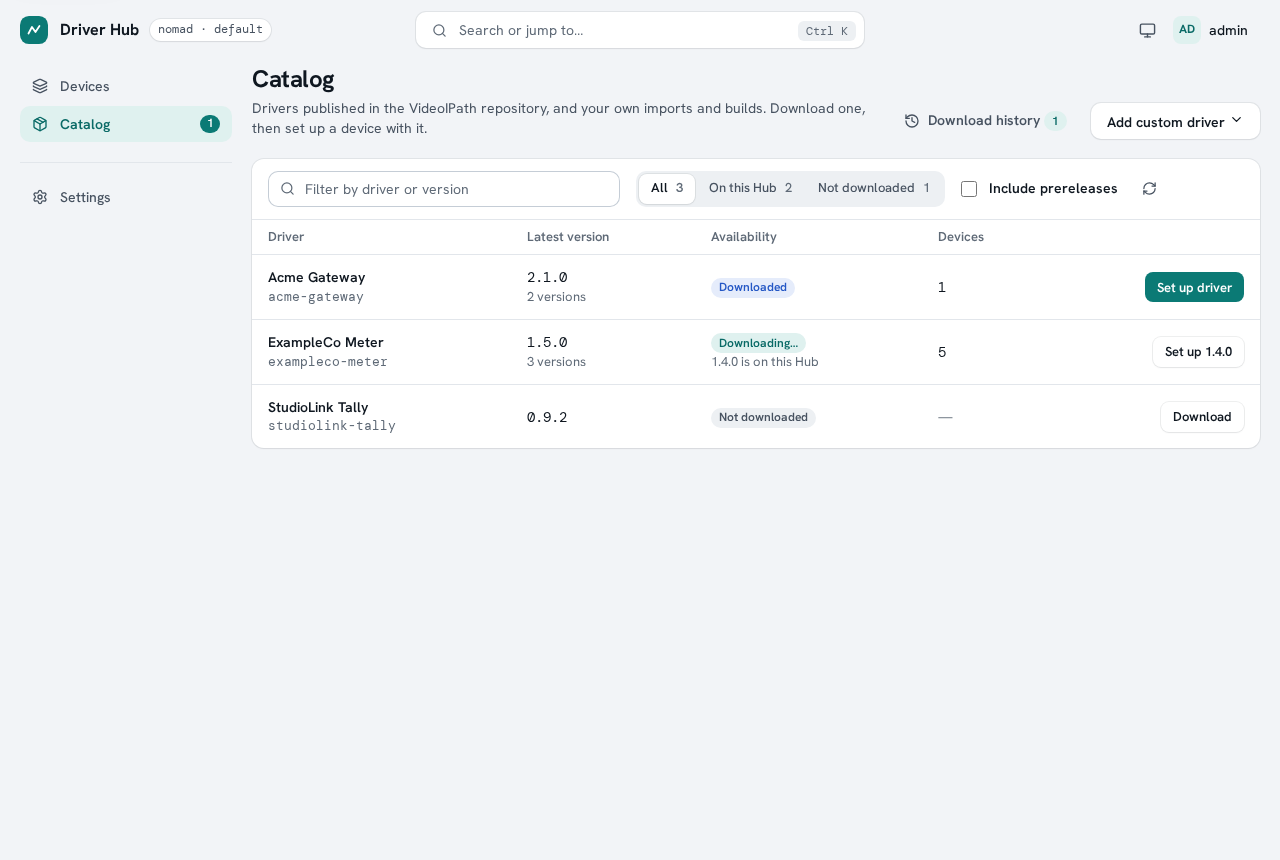 Driver Hub
nomad · default
Search or jump to...
Ctrl K
AD
admin
Devices
Catalog
1
Settings
Catalog
Drivers published in the VideoIPath repository, and your own imports and builds. Download one,
then set up a device with it.
Download history 1
Add custom driver
Filter by driver or version
All 3
On this Hub 2
Not downloaded 1
Include prereleases
Driver Latest version Availability Devices
Acme Gateway
acme-gateway
2.1.0
2 versions
Downloaded
1
Set up driver
ExampleCo Meter
exampleco-meter
1.5.0
3 versions
Downloading...
1.4.0 is on this Hub
5
Set up 1.4.0
StudioLink Tally
studiolink-tally
0.9.2
Not downloaded
—
Download